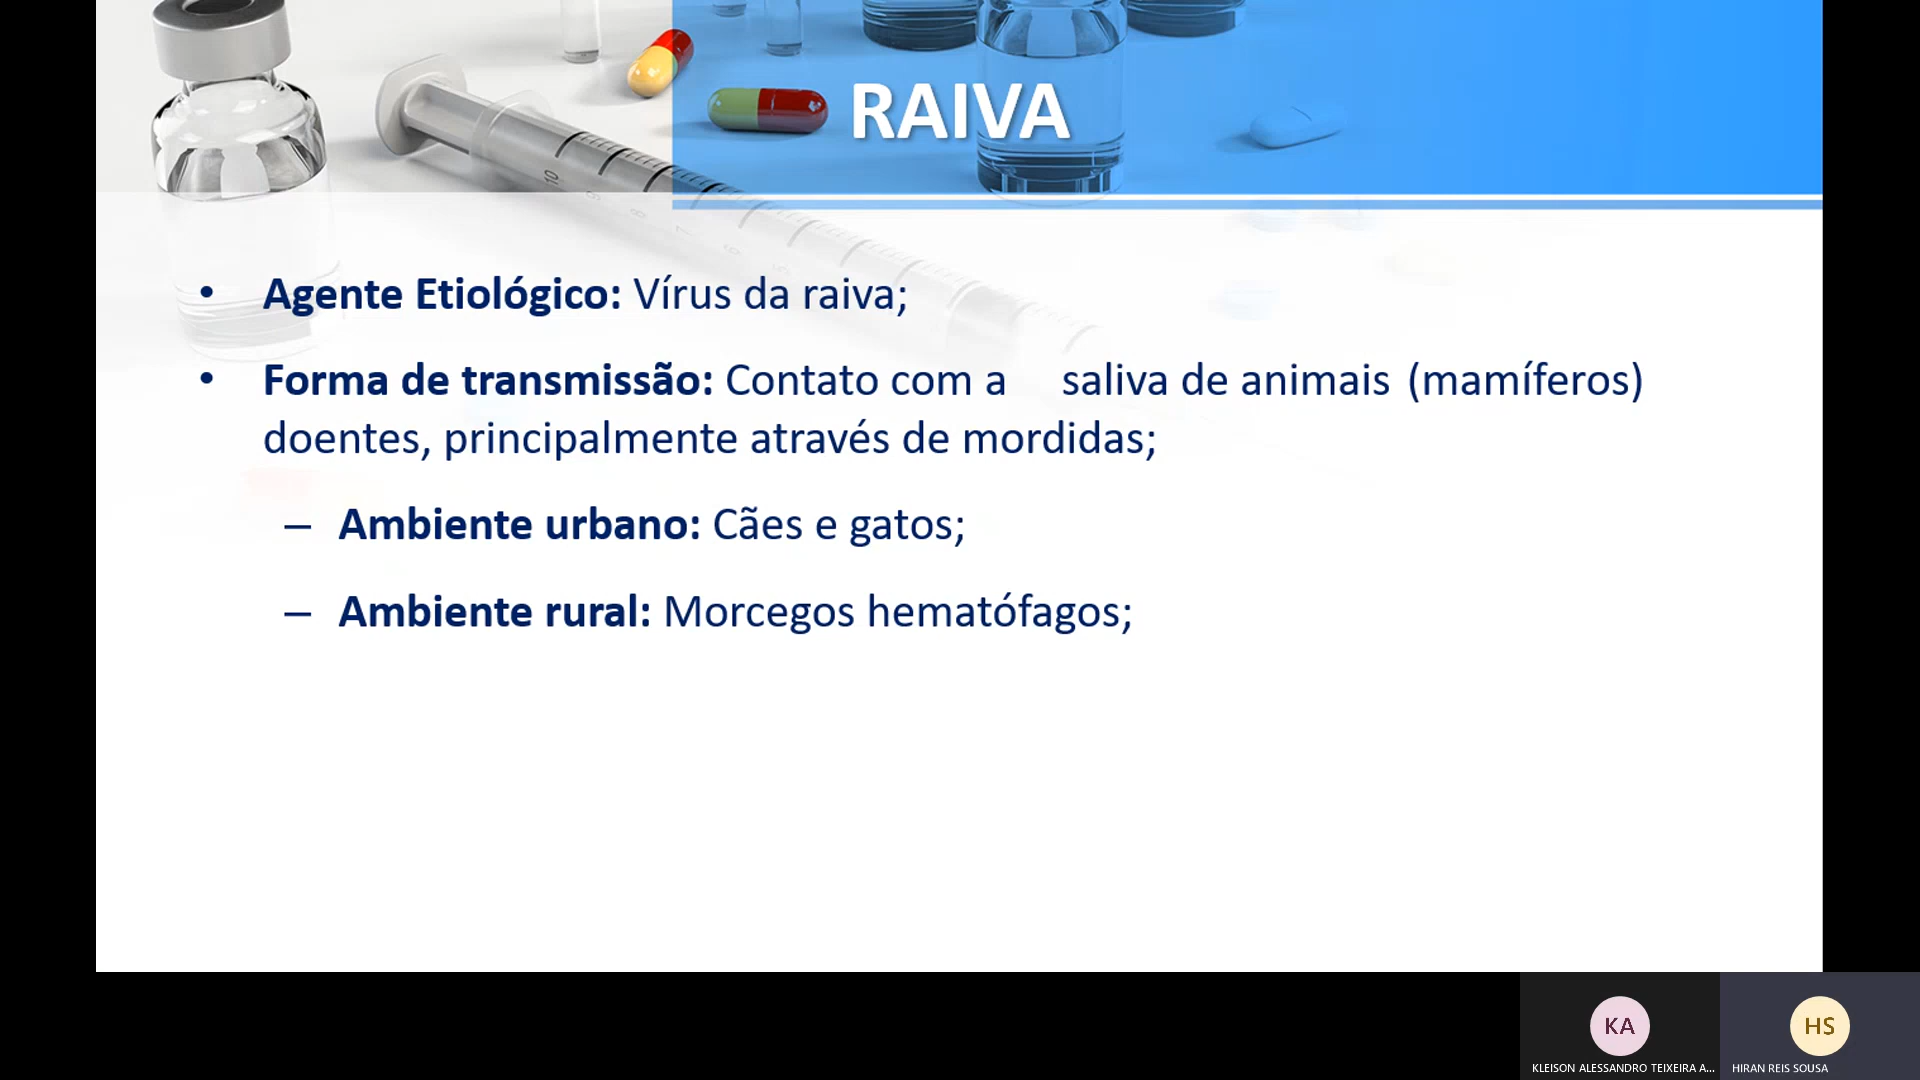 RAIVA
• Agente Etiológico: Vírus da raiva;
• Forma de transmissão: Contato com a saliva de animais (mamíferos)
doentes, principalmente através de mordidas;
– Ambiente urbano: Cães e gatos;
– Ambiente rural: Morcegos hematófagos;
10
KA
HS
KLEISON ALESSANDRO TEIXEIRA A...
HIRAN REIS SOUSA